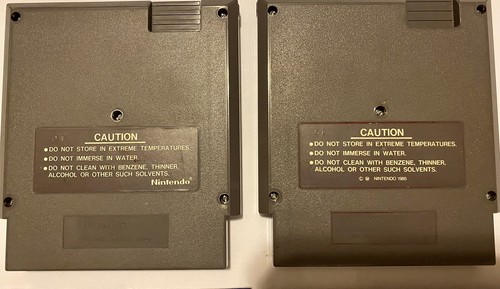 CAUTION
●DO NOT STORE IN EXTREME TEMPERATURES.
●DO NOT IMMERSE IN WATER.
●DO NOT CLEAN WITH BENZENE, THINNER,
ALCOHOL OR OTHER SUCH SOLVENTS.
Nintendo®
CAUTION
●DO NOT STORE IN EXTREME TEMPERATURES.
●DO NOT IMMERSE IN WATER.
●DO NOT CLEAN WITH BENZENE, THINNER,
ALCOHOL OR OTHER SUCH SOLVENTS.
NINTENDO 1985